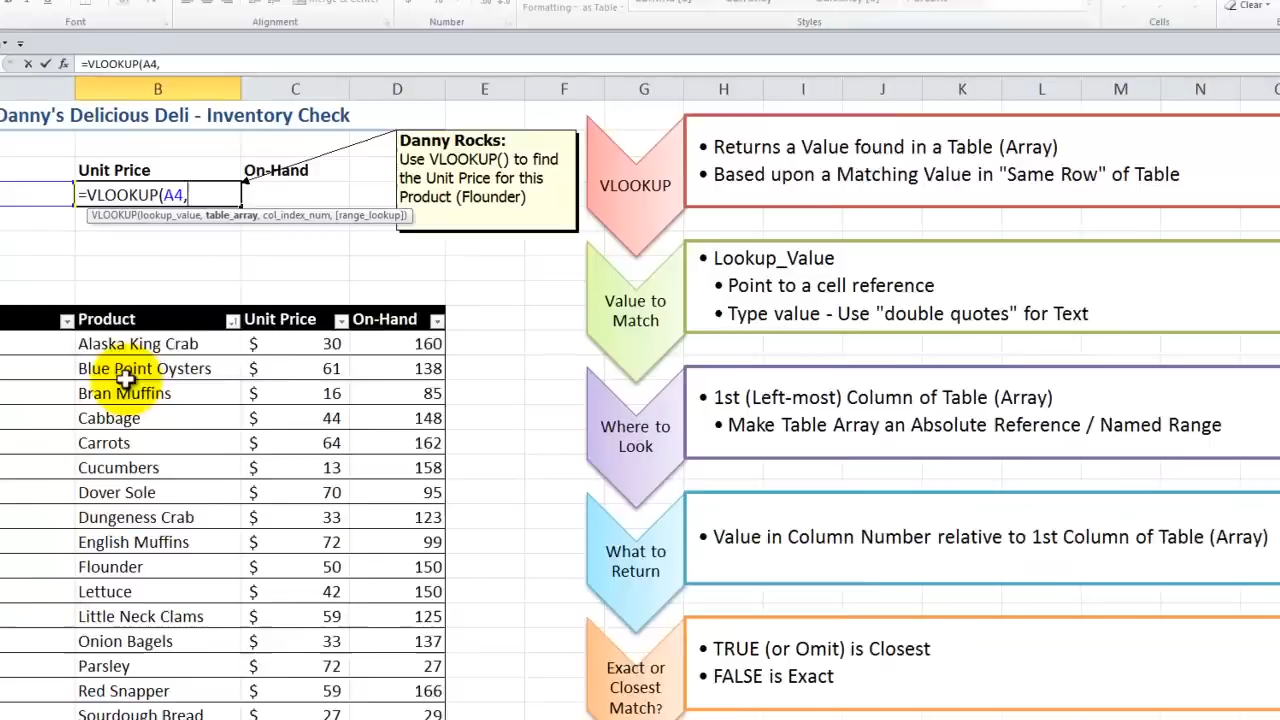 Formatting as Table
Clear
Font Alignment Number Styles Cells
=VLOOKUP(A4,
B C D E F G H I J K L M N
Danny's Delicious Deli - Inventory Check
Unit Price On-Hand
=VLOOKUP(A4,
VLOOKUP(lookup_value, table_array, col_index_num, [range_lookup])
Danny Rocks:
Use VLOOKUP() to find
the Unit Price for this
Product (Flounder)
Product Unit Price On-Hand
Alaska King Crab $ 30 160
Blue Point Oysters $ 61 138
Bran Muffins $ 16 85
Cabbage $ 44 148
Carrots $ 64 162
Cucumbers $ 13 158
Dover Sole $ 70 95
Dungeness Crab $ 33 123
English Muffins $ 72 99
Flounder $ 50 150
Lettuce $ 42 150
Little Neck Clams $ 59 125
Onion Bagels $ 33 137
Parsley $ 72 27
Red Snapper $ 59 166
Sourdough Bread $ 27 29
VLOOKUP
• Returns a Value found in a Table (Array)
• Based upon a Matching Value in "Same Row" of Table
Value to
Match
• Lookup_Value
• Point to a cell reference
• Type value - Use "double quotes" for Text
Where to
Look
• 1st (Left-most) Column of Table (Array)
• Make Table Array an Absolute Reference / Named Range
What to
Return
• Value in Column Number relative to 1st Column of Table (Array)
Exact or
Closest
Match?
• TRUE (or Omit) is Closest
• FALSE is Exact